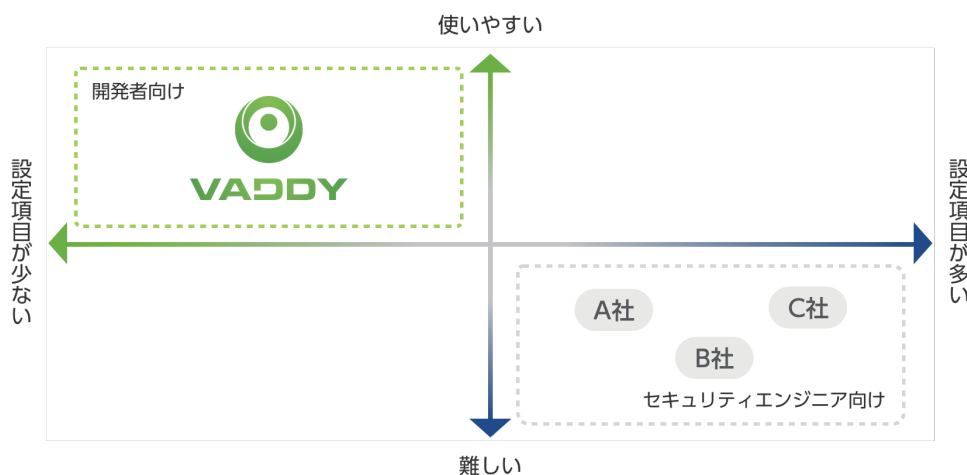 使いやすい
開発者向け
VADDY
設定項目が少ない
設定項目が多い
A社
C社
B社
セキュリティエンジニア向け
難しい